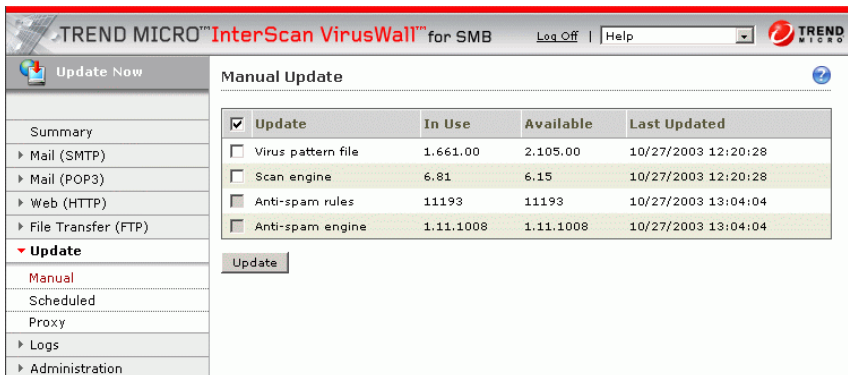 TREND MICRO™ InterScan VirusWall™ for SMB Log Off | Help TREND MICRO
Update Now
Manual Update
Summary
Mail (SMTP)
Mail (POP3)
Web (HTTP)
File Transfer (FTP)
Update
Manual
Scheduled
Proxy
Logs
Administration
Update In Use Available Last Updated
Virus pattern file 1.661.00 2.105.00 10/27/2003 12:20:28
Scan engine 6.81 6.15 10/27/2003 12:20:28
Anti-spam rules 11193 11193 10/27/2003 13:04:04
Anti-spam engine 1.11.1008 1.11.1008 10/27/2003 13:04:04
Update